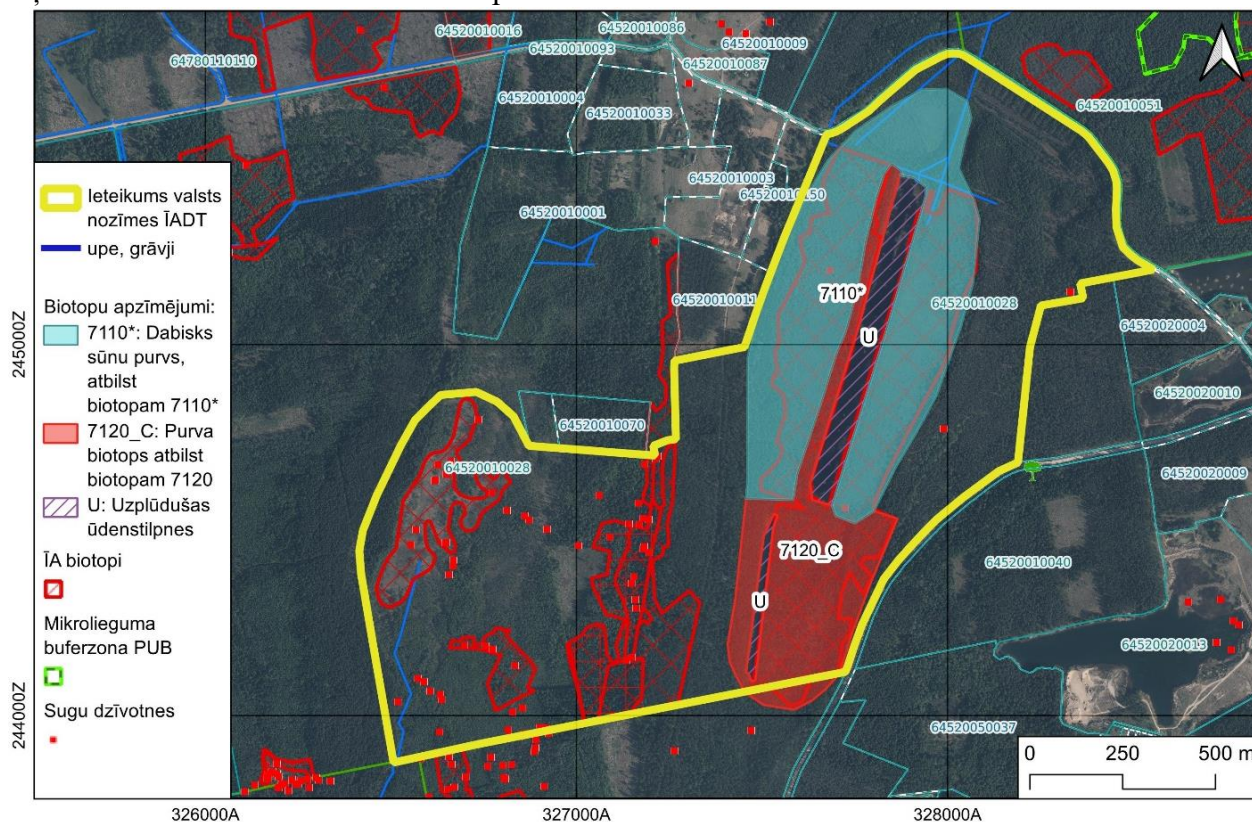 64520010016
64520010086
64520010009
64520010093
64780110110
64520010087
64520010004
64520010033
64520010051
64520010003
64520010001
64520010011
64520010028
64520020004
64520020010
64520010070
64520010028
64520020009
64520010040
64520020013
64520050037
7110*
U
7120_C
U
Ieteikums valsts
nozīmes ĪADT
upe, grāvji
Biotopu apzīmējumi:
7110*: Dabisks
sūnu purvs,
atbilst
biotopam 7110*
7120_C: Purva
biotops atbilst
biotopam 7120
U: Uzplūdušas
ūdenstilpnes
ĪA biotopi
Mikrolieguma
buferzona PUB
Sugu dzīvotnes
245000Z
244000Z
326000A
327000A
328000A
0 250 500 m